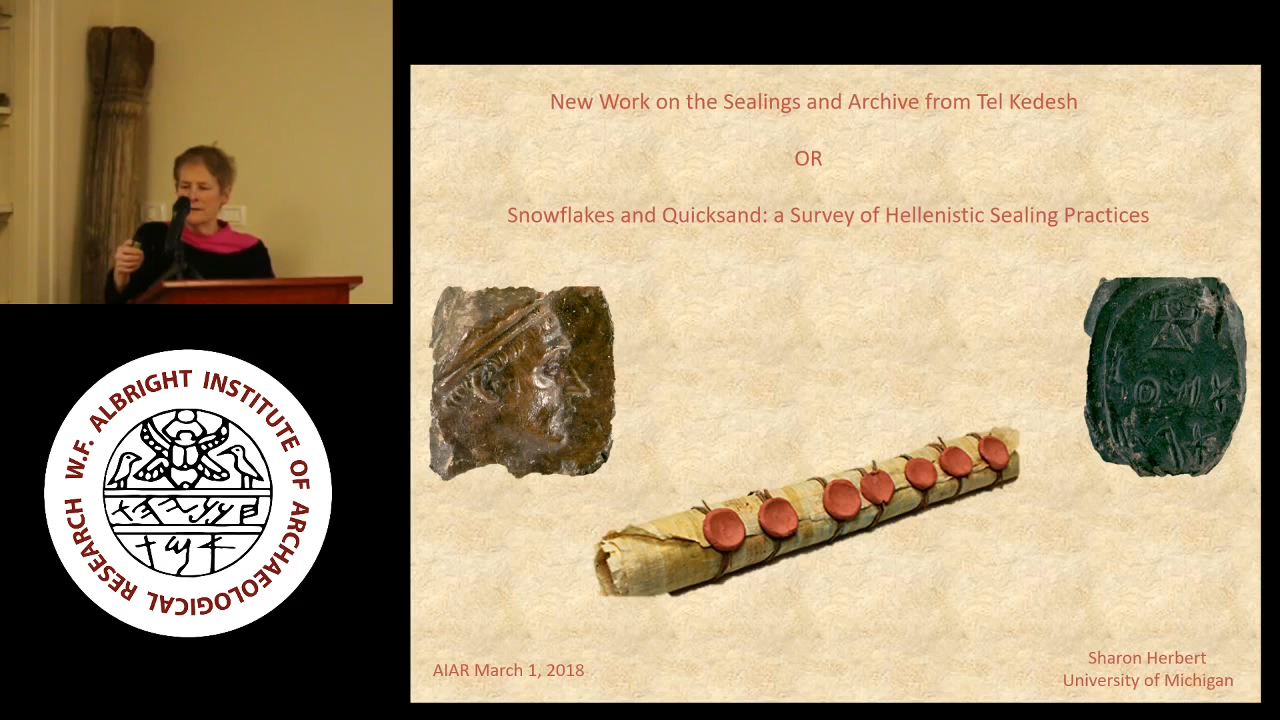 New Work on the Sealings and Archive from Tel Kedesh
OR
Snowflakes and Quicksand: a Survey of Hellenistic Sealing Practices
AIAR March 1, 2018
Sharon Herbert
University of Michigan
W.F. ALBRIGHT INSTITUTE OF ARCHAEOLOGICAL RESEARCH